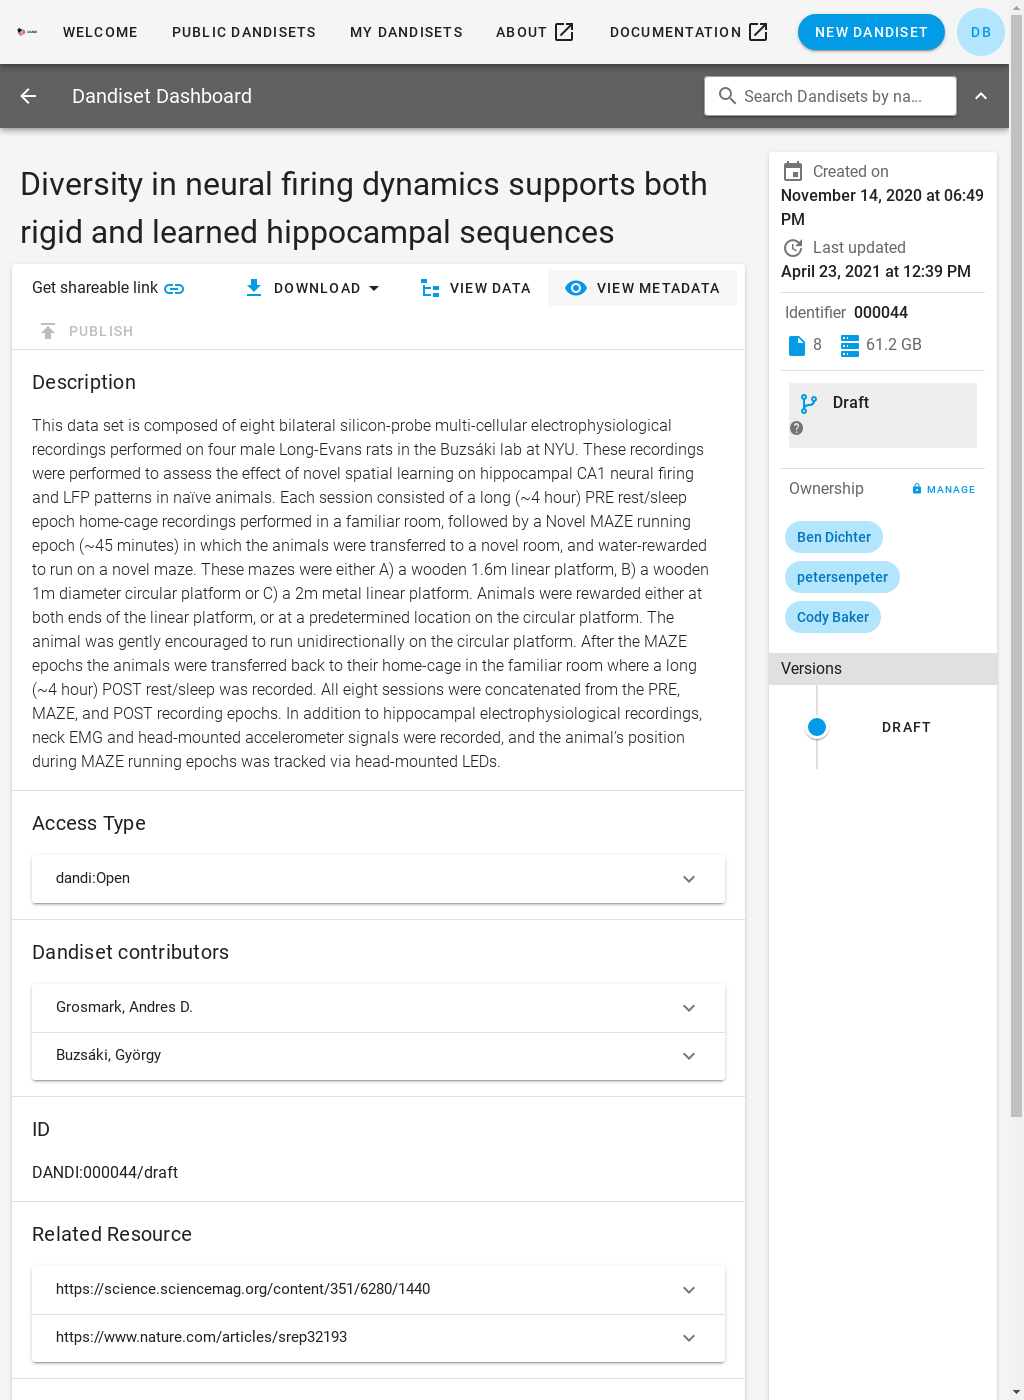 WELCOME PUBLIC DANDISETS MY DANDISETS ABOUT DOCUMENTATION NEW DANDISET DB
Dandiset Dashboard
Search Dandisets by na...
Diversity in neural firing dynamics supports both
rigid and learned hippocampal sequences
Get shareable link DOWNLOAD VIEW DATA VIEW METADATA
PUBLISH
Description
This data set is composed of eight bilateral silicon-probe multi-cellular electrophysiological
recordings performed on four male Long-Evans rats in the Buzsáki lab at NYU. These recordings
were performed to assess the effect of novel spatial learning on hippocampal CA1 neural firing
and LFP patterns in naïve animals. Each session consisted of a long (~4 hour) PRE rest/sleep
epoch home-cage recordings performed in a familiar room, followed by a Novel MAZE running
epoch (~45 minutes) in which the animals were transferred to a novel room, and water-rewarded
to run on a novel maze. These mazes were either A) a wooden 1.6m linear platform, B) a wooden
1m diameter circular platform or C) a 2m metal linear platform. Animals were rewarded either at
both ends of the linear platform, or at a predetermined location on the circular platform. The
animal was gently encouraged to run unidirectionally on the circular platform. After the MAZE
epochs the animals were transferred back to their home-cage in the familiar room where a long
(~4 hour) POST rest/sleep was recorded. All eight sessions were concatenated from the PRE,
MAZE, and POST recording epochs. In addition to hippocampal electrophysiological recordings,
neck EMG and head-mounted accelerometer signals were recorded, and the animal's position
during MAZE running epochs was tracked via head-mounted LEDs.
Access Type
dandi:Open
Dandiset contributors
Grosmark, Andres D.
Buzsáki, György
ID
DANDI:000044/draft
Related Resource
https://science.sciencemag.org/content/351/6280/1440
https://www.nature.com/articles/srep32193
Created on
November 14, 2020 at 06:49
PM
Last updated
April 23, 2021 at 12:39 PM
Identifier 000044
8 61.2 GB
Draft
Ownership MANAGE
Ben Dichter
petersenpeter
Cody Baker
Versions
DRAFT